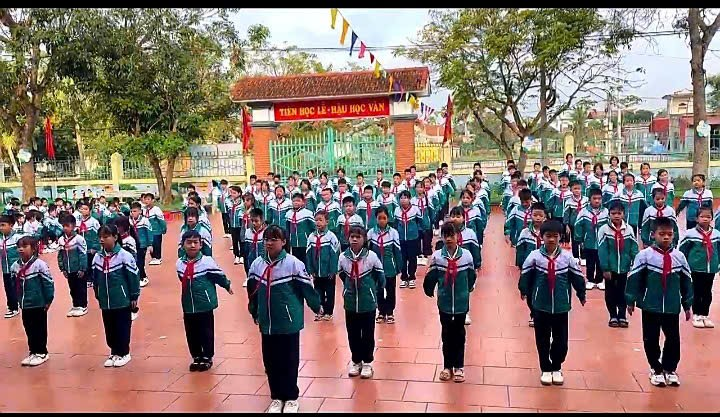 TIÊN HỌC LỄ - HẬU HỌC VĂN